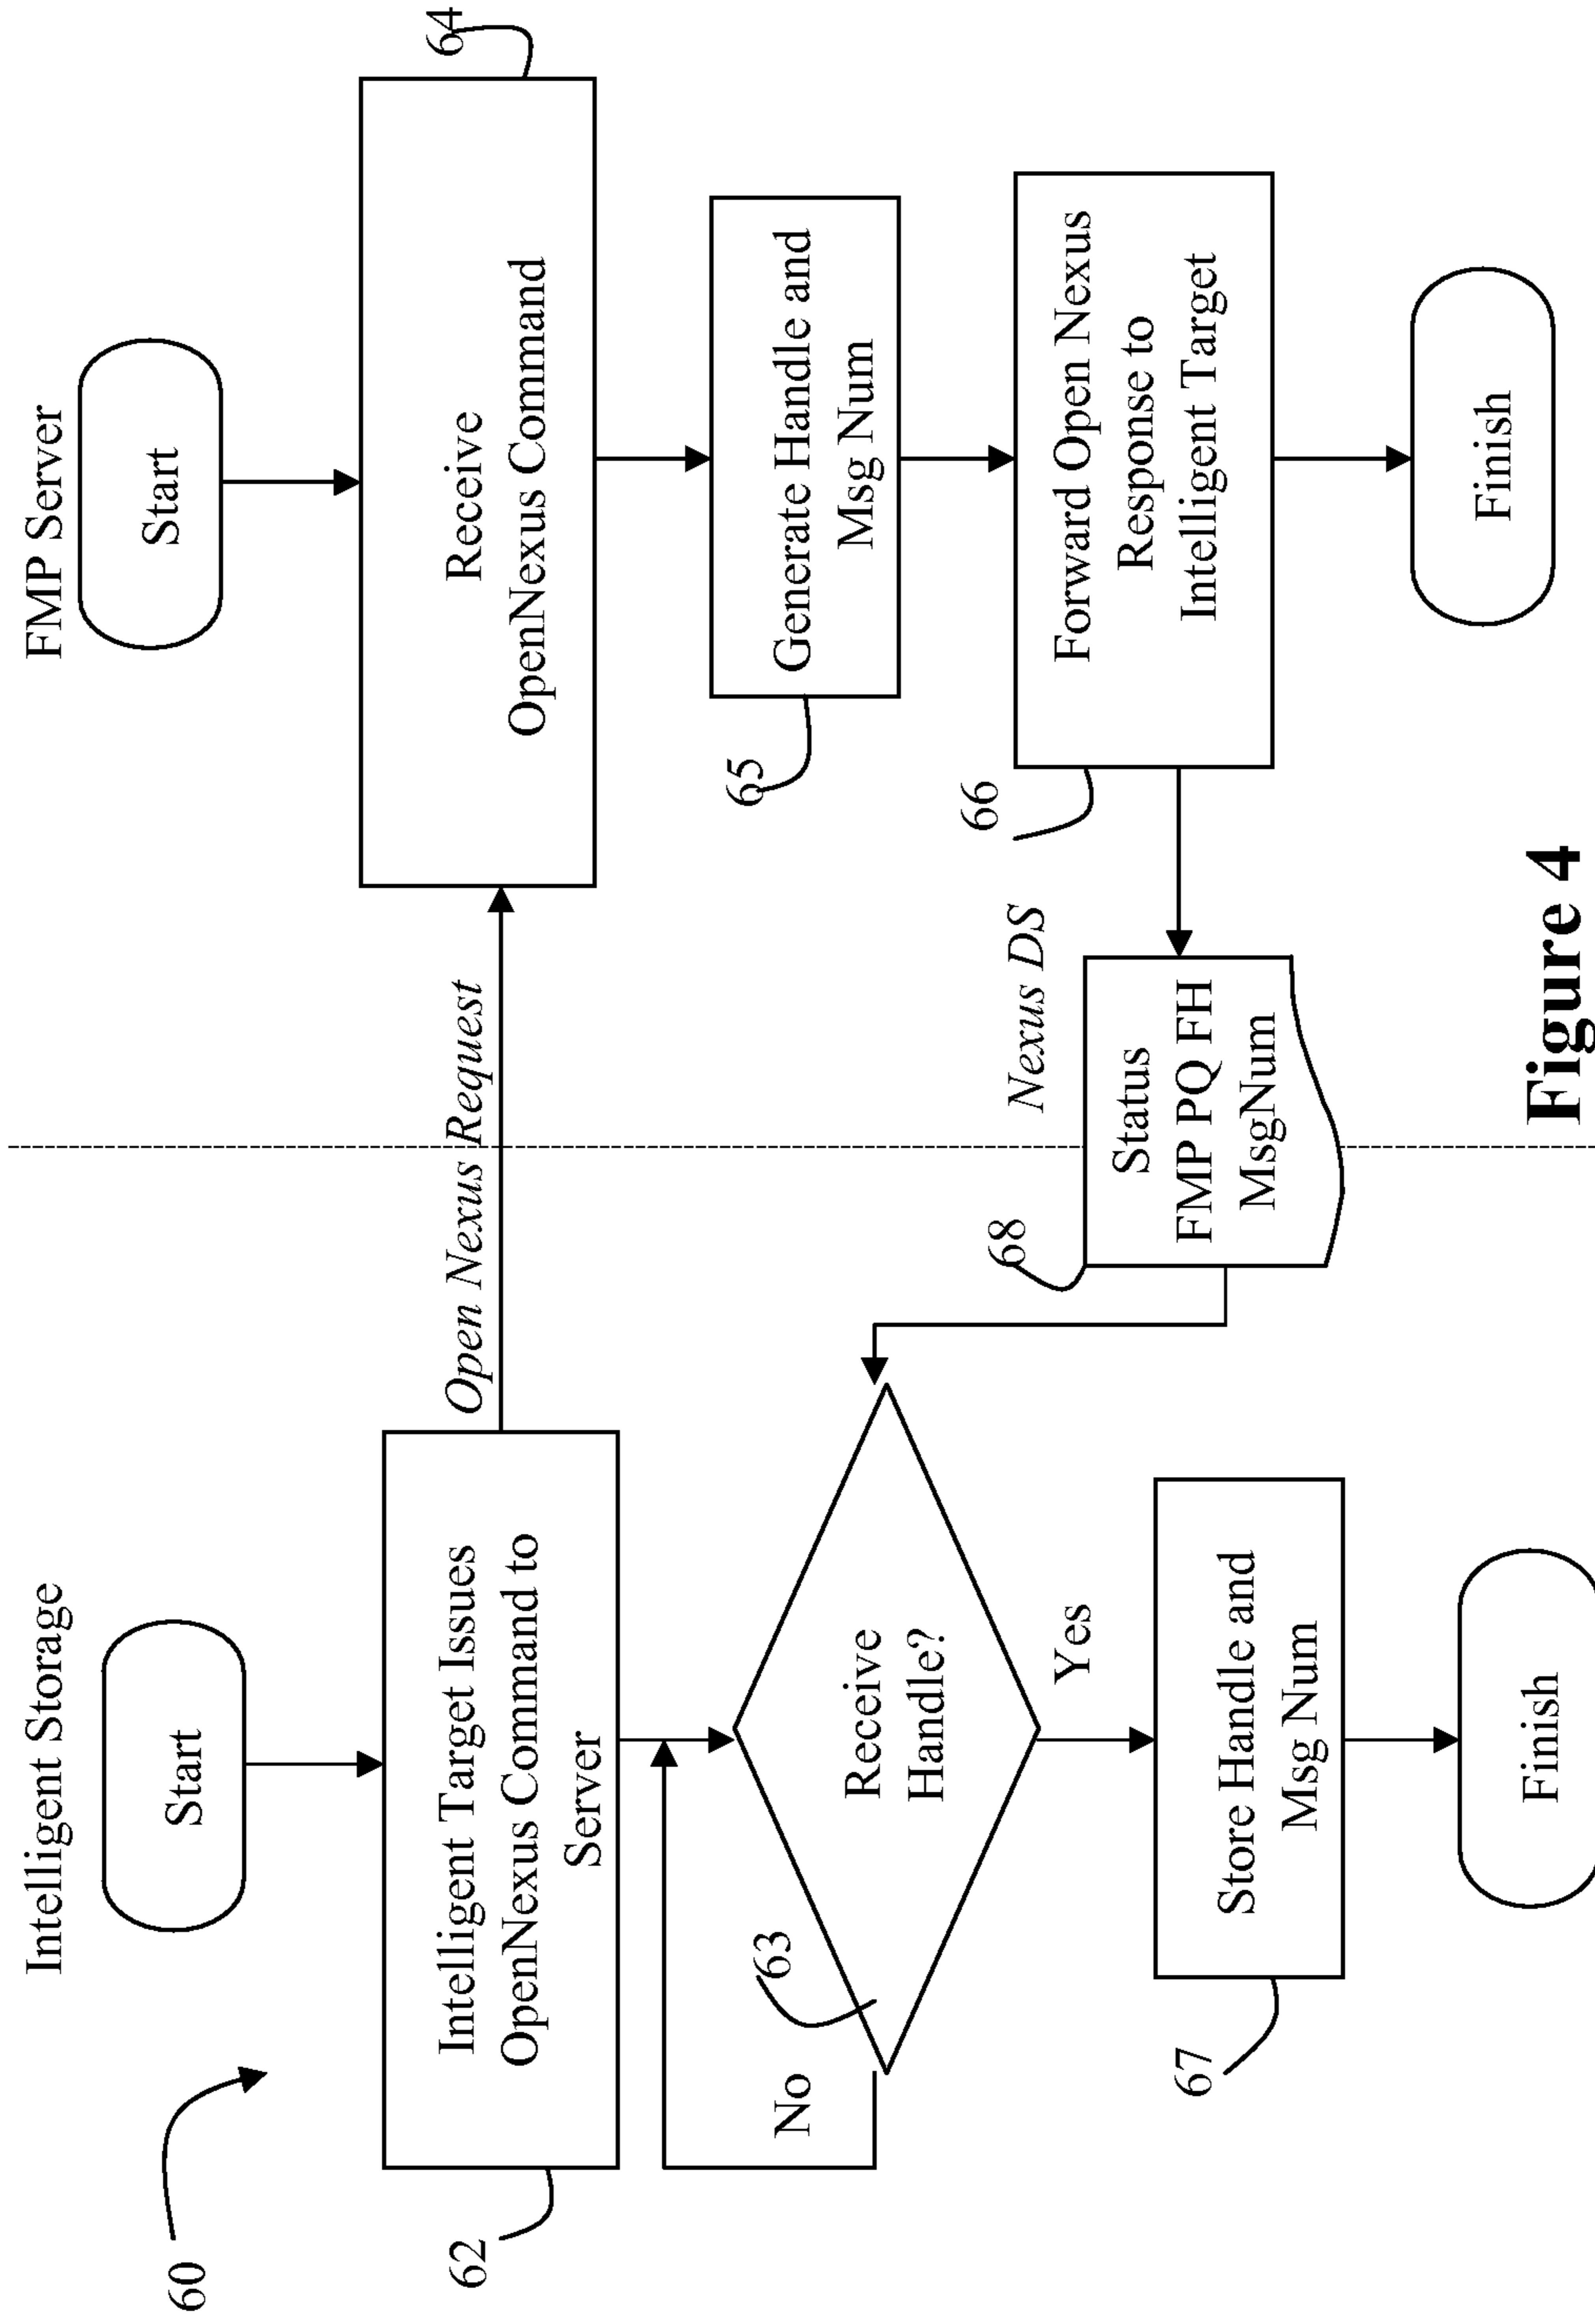 Intelligent Storage
FMP Server
60
Start
Start
62
Intelligent Target Issues
OpenNexus Command to
Server
Open Nexus Request
Receive
OpenNexus Command
64
No
63
Receive
Handle?
Yes
65
Generate Handle and
Msg Num
66
Forward Open Nexus
Response to
Intelligent Target
Nexus DS
68
Status
FMP PQ FH
MsgNum
67
Store Handle and
Msg Num
Finish
Finish
Figure 4